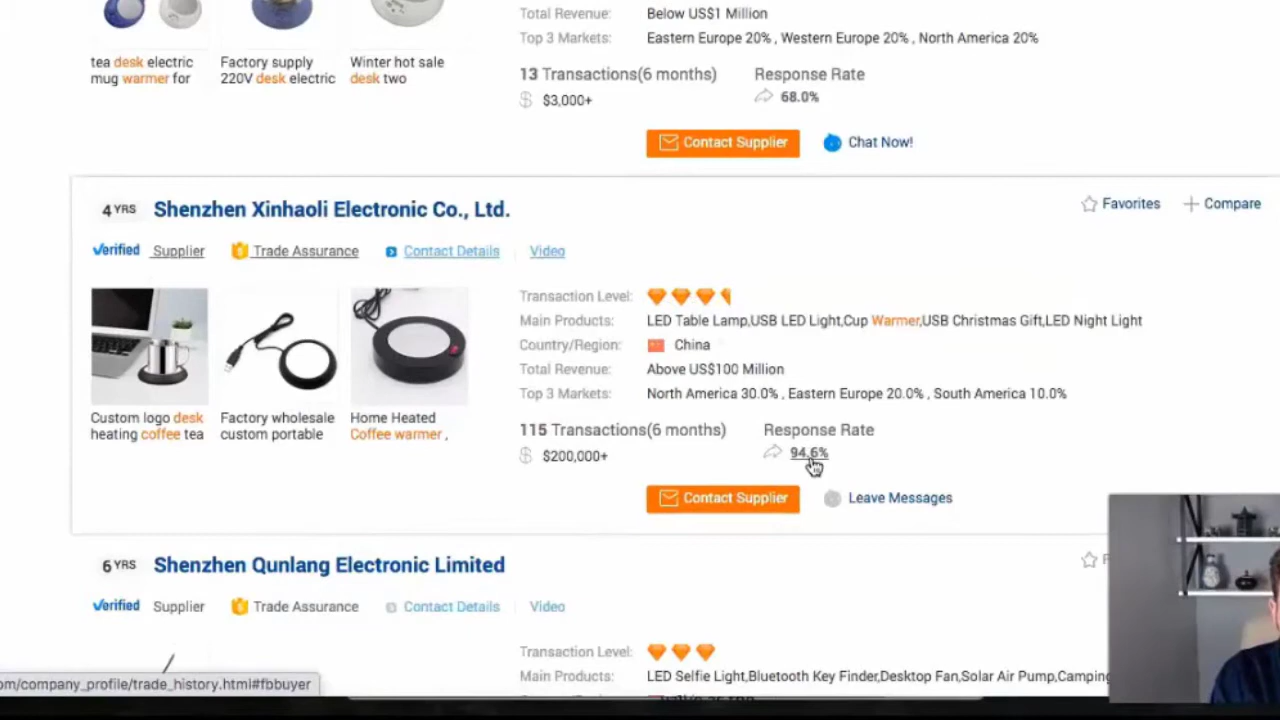 Total Revenue: Below US$1 Million
Top 3 Markets: Eastern Europe 20% , Western Europe 20% , North America 20%
tea desk electric
mug warmer for
Factory supply
220V desk electric
Winter hot sale
desk two
13 Transactions(6 months)
$3,000+
Response Rate
68.0%
Contact Supplier
Chat Now!
4 YRS
Shenzhen Xinhaoli Electronic Co., Ltd.
Favorites
Compare
Verified Supplier
Trade Assurance
Contact Details
Video
Custom logo desk
heating coffee tea
Factory wholesale
custom portable
Home Heated
Coffee warmer ,
Transaction Level:
Main Products: LED Table Lamp,USB LED Light,Cup Warmer,USB Christmas Gift,LED Night Light
Country/Region: China
Total Revenue: Above US$100 Million
Top 3 Markets: North America 30.0% , Eastern Europe 20.0% , South America 10.0%
115 Transactions(6 months)
$200,000+
Response Rate
94.6%
Contact Supplier
Leave Messages
6 YRS
Shenzhen Qunlang Electronic Limited
Verified Supplier
Trade Assurance
Contact Details
Video
Transaction Level:
Main Products: LED Selfie Light,Bluetooth Key Finder,Desktop Fan,Solar Air Pump,Camping
om/company_profile/trade_history.html#fbbuyer